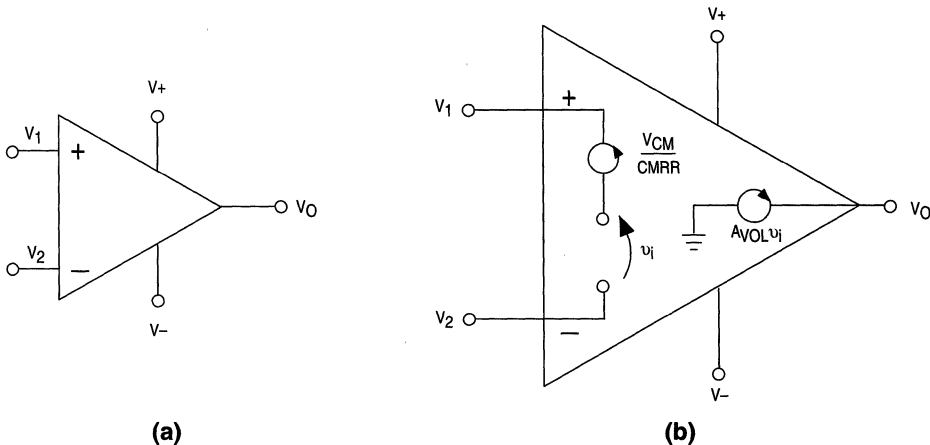 V+
V1
+
VO
V2
−
V−
(a)
V+
V1
+
VCM
CMRR
υi
AVOLυi
VO
V2
−
V−
(b)